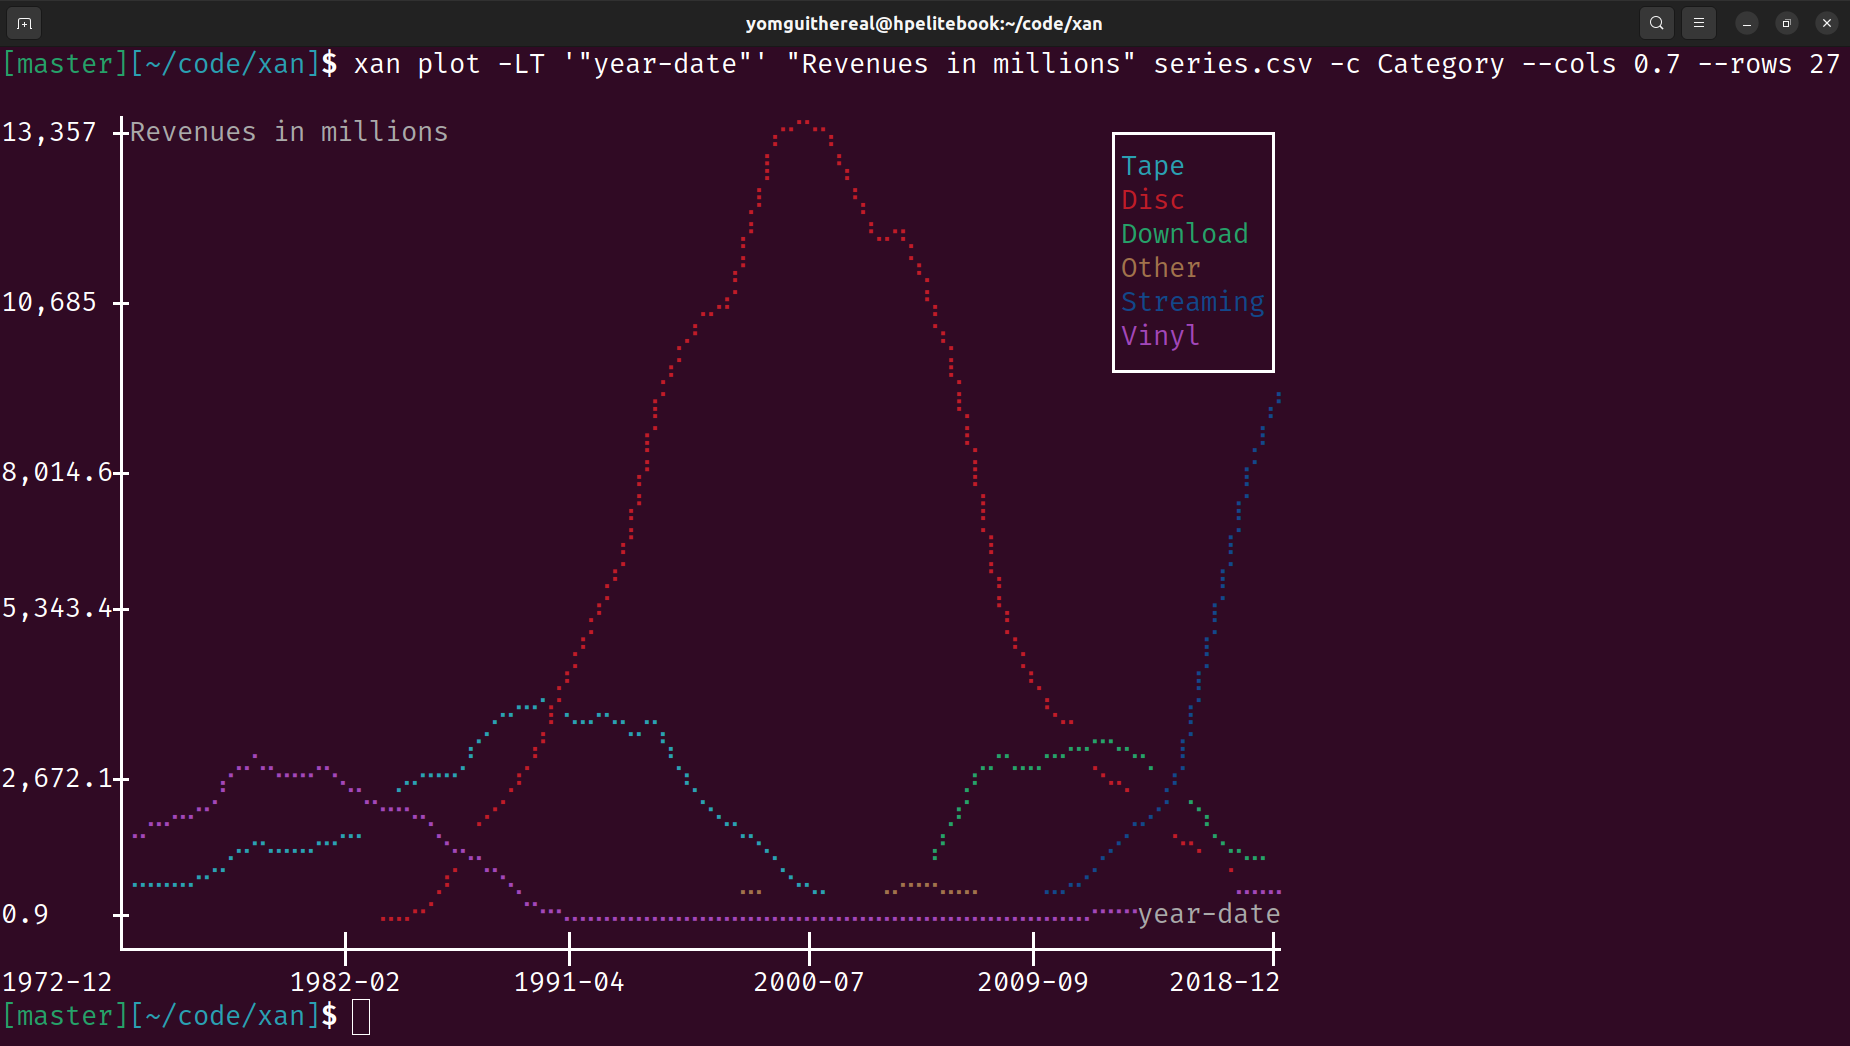 yomguithereal@hpelitebook:~/code/xan
[master][~/code/xan]$ xan plot -LT '"year-date"' "Revenues in millions" series.csv -c Category --cols 0.7 --rows 27
13,357
Revenues in millions
Tape
Disc
Download
Other
Streaming
Vinyl
10,685
8,014.6
5,343.4
2,672.1
0.9
year-date
1972-12 1982-02 1991-04 2000-07 2009-09 2018-12
[master][~/code/xan]$